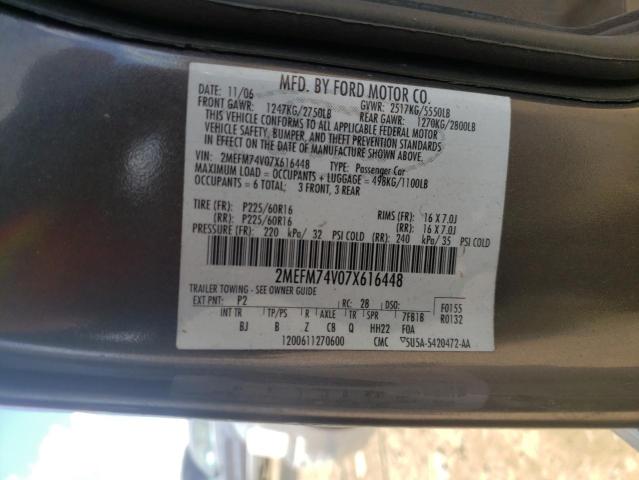 MFD. BY FORD MOTOR CO.
DATE: 11/06 GVWR: 2517KG/5550LB
FRONT GAWR: 1247KG/2750LB REAR GAWR: 1270KG/2800LB
THIS VEHICLE CONFORMS TO ALL APPLICABLE FEDERAL MOTOR
VEHICLE SAFETY, BUMPER, AND THEFT PREVENTION STANDARDS
IN EFFECT ON THE DATE OF MANUFACTURE SHOWN ABOVE.
VIN: 2MEFM74V07X616448 TYPE: Passenger Car
MAXIMUM LOAD = OCCUPANTS + LUGGAGE = 498KG/1100LB
OCCUPANTS = 6 TOTAL; 3 FRONT, 3 REAR
TIRE (FR): P225/60R16 RIMS (FR): 16 X 7.0J
(RR): P225/60R16 (RR): 16 X 7.0J
PRESSURE (FR): 220 kPa/ 32 PSI COLD (RR): 240 kPa/ 35 PSI COLD
2MEFM74V07X616448
TRAILER TOWING - SEE OWNER GUIDE
EXT PNT: P2 RC: 28 DSO: F0155
INT TR TP/PS R AXLE TR SPR 7FB1B R0132
BJ B Z CB Q HH22 FOA
1200611270600 CMC ▽5U5A-5420472-AA